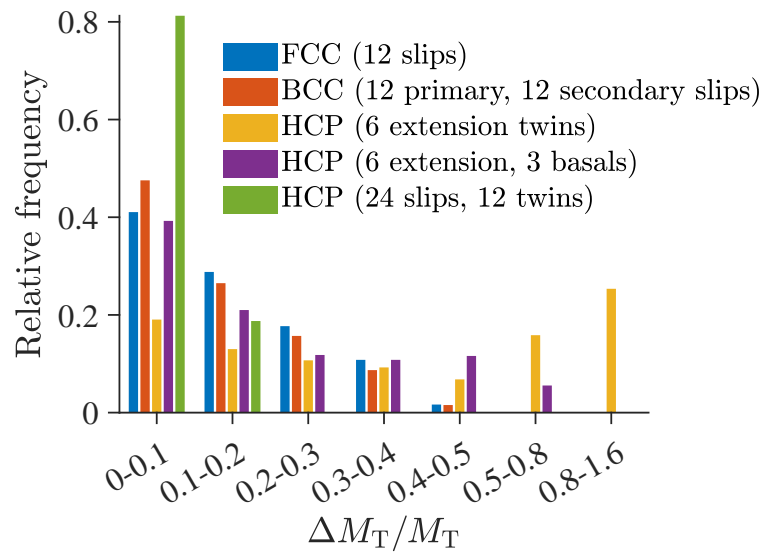 0.8
0.6
0.4
0.2
0
Relative frequency
FCC (12 slips)
BCC (12 primary, 12 secondary slips)
HCP (6 extension twins)
HCP (6 extension, 3 basals)
HCP (24 slips, 12 twins)
0-0.1
0.1-0.2
0.2-0.3
0.3-0.4
0.4-0.5
0.5-0.8
0.8-1.6
ΔM_T/M_T